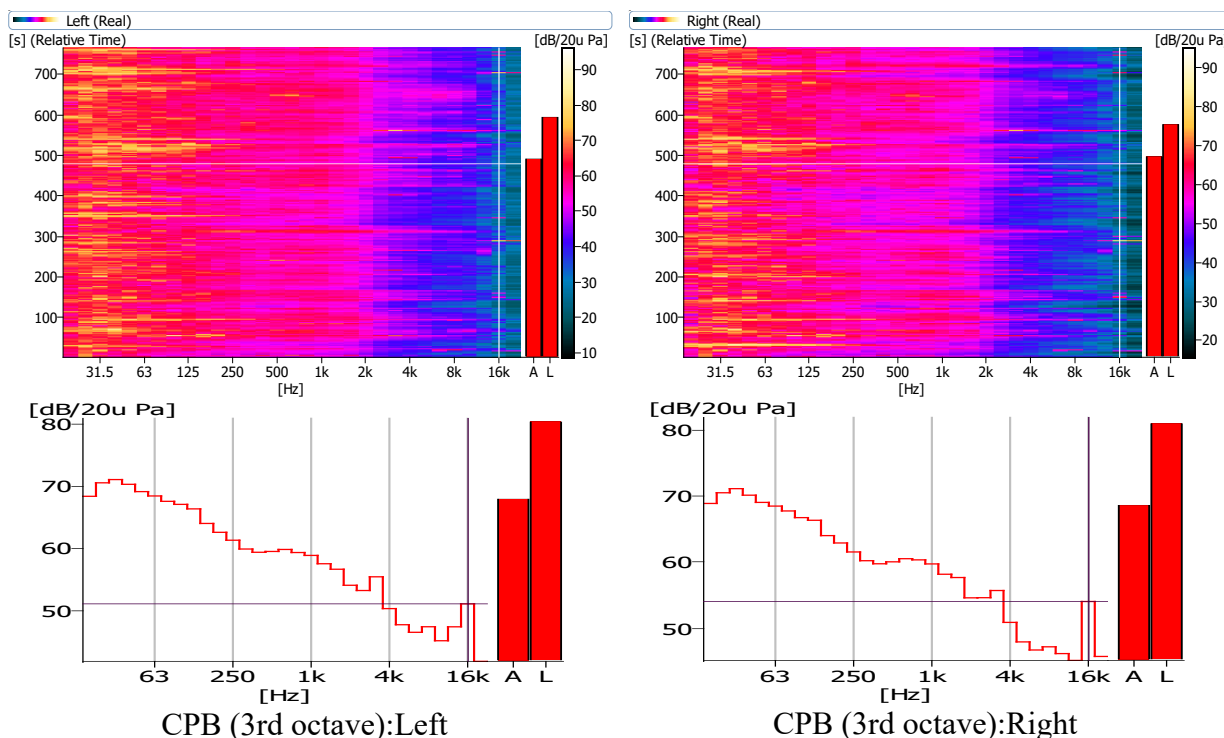 Left (Real)
[s] (Relative Time)
[dB/20u Pa]
700
600
500
400
300
200
100
90
80
70
60
50
40
30
20
10
31.5 63 125 250 500 1k 2k 4k 8k 16k A L
[Hz]
Right (Real)
[s] (Relative Time)
[dB/20u Pa]
700
600
500
400
300
200
100
90
80
70
60
50
40
30
20
31.5 63 125 250 500 1k 2k 4k 8k 16k A L
[Hz]
[dB/20u Pa]
80
70
60
50
63 250 1k 4k 16k A L
[Hz]
CPB (3rd octave):Left
[dB/20u Pa]
80
70
60
50
63 250 1k 4k 16k A L
[Hz]
CPB (3rd octave):Right